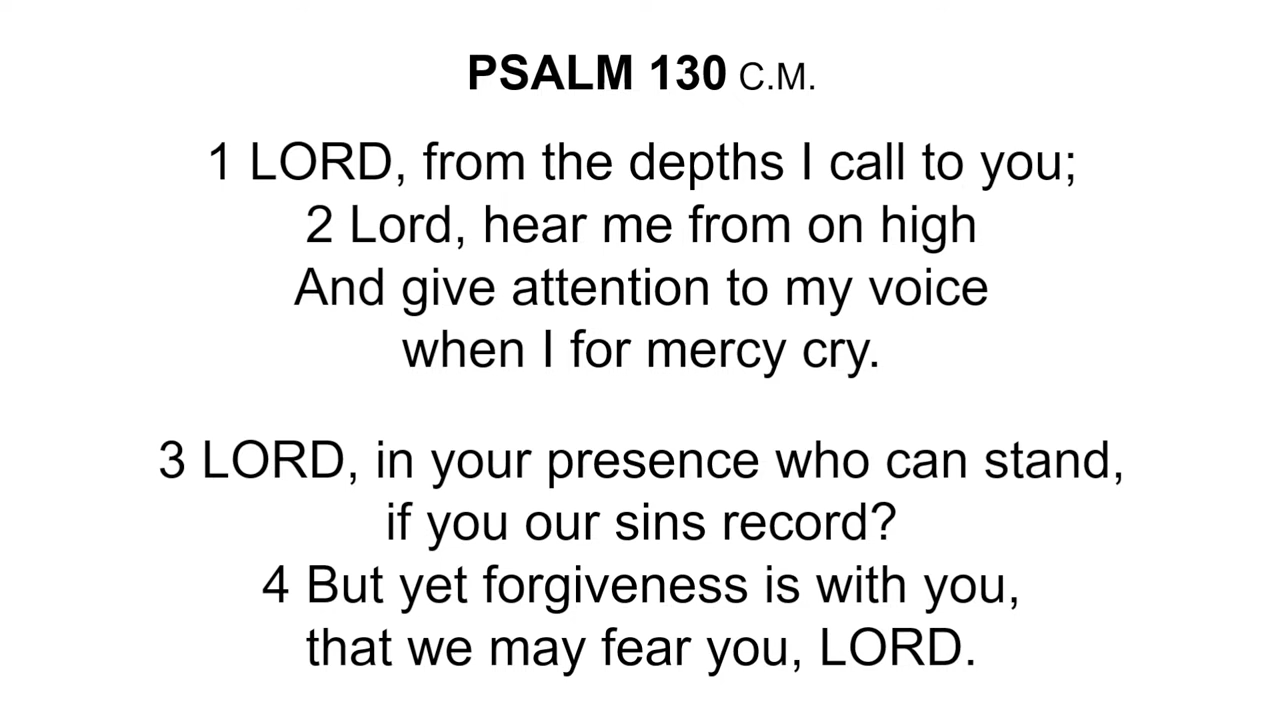 PSALM 130 C.M.
1 LORD, from the depths I call to you;
2 Lord, hear me from on high
And give attention to my voice
when I for mercy cry.
3 LORD, in your presence who can stand,
if you our sins record?
4 But yet forgiveness is with you,
that we may fear you, LORD.